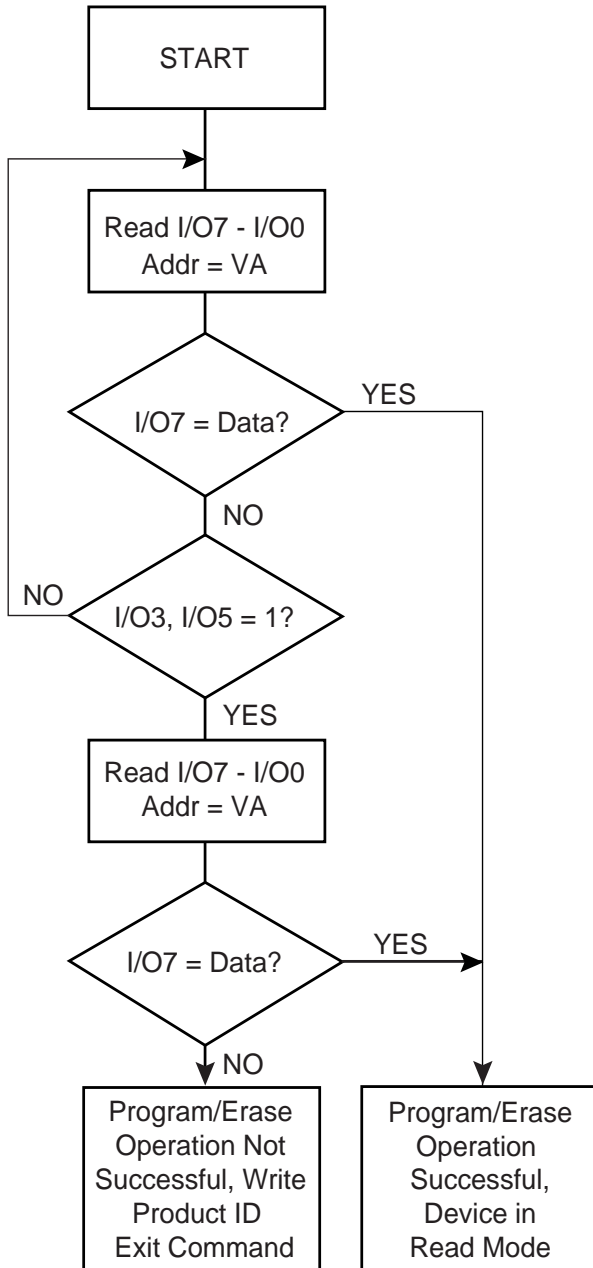 START
Read I/O7 - I/O0
Addr = VA
I/O7 = Data?
YES
NO
NO
I/O3, I/O5 = 1?
YES
Read I/O7 - I/O0
Addr = VA
I/O7 = Data?
YES
NO
Program/Erase
Operation Not
Successful, Write
Product ID
Exit Command
Program/Erase
Operation
Successful,
Device in
Read Mode